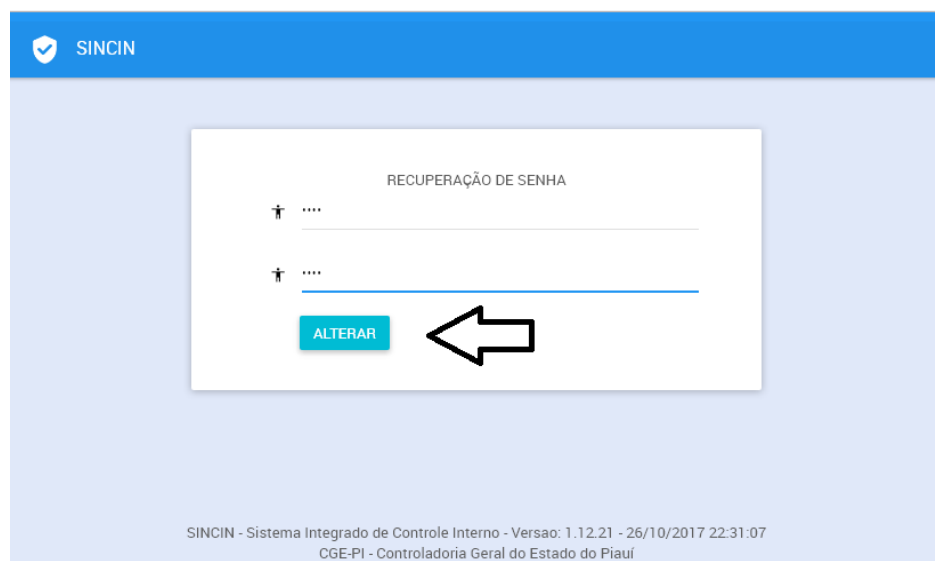 SINCIN
RECUPERAÇÃO DE SENHA
····
····
ALTERAR
SINCIN - Sistema Integrado de Controle Interno - Versao: 1.12.21 - 26/10/2017 22:31:07
CGE-PI - Controladoria Geral do Estado do Piauí